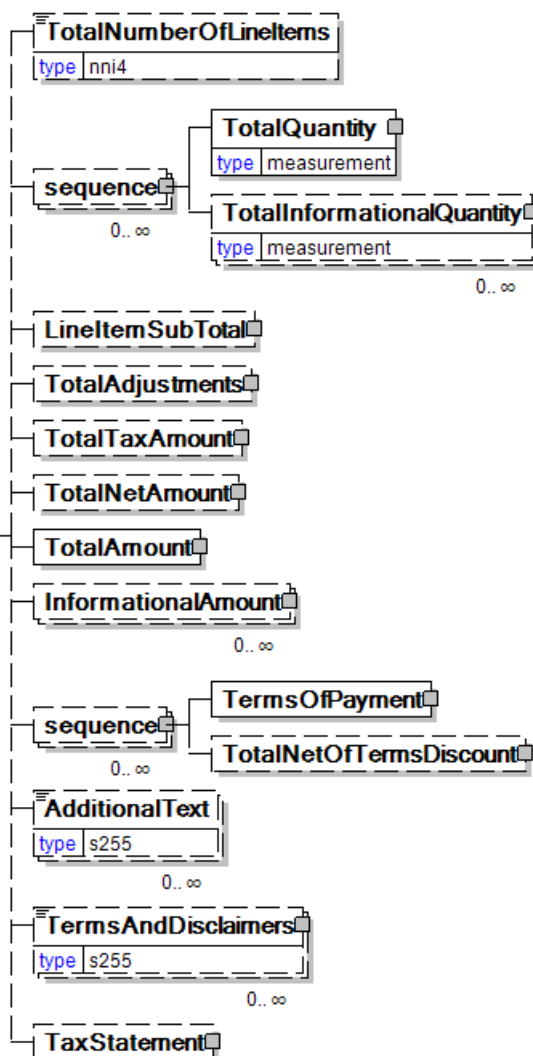 TotalNumberOfLineItems
type nni4
TotalQuantity
type measurement
sequence
0.. ∞
TotalInformationalQuantity
type measurement
0.. ∞
LineItemSubTotal
TotalAdjustments
TotalTaxAmount
TotalNetAmount
TotalAmount
InformationalAmount
0.. ∞
TermsOfPayment
sequence
0.. ∞
TotalNetOfTermsDiscount
AdditionalText
type s255
0.. ∞
TermsAndDisclaimers
type s255
0.. ∞
TaxStatement